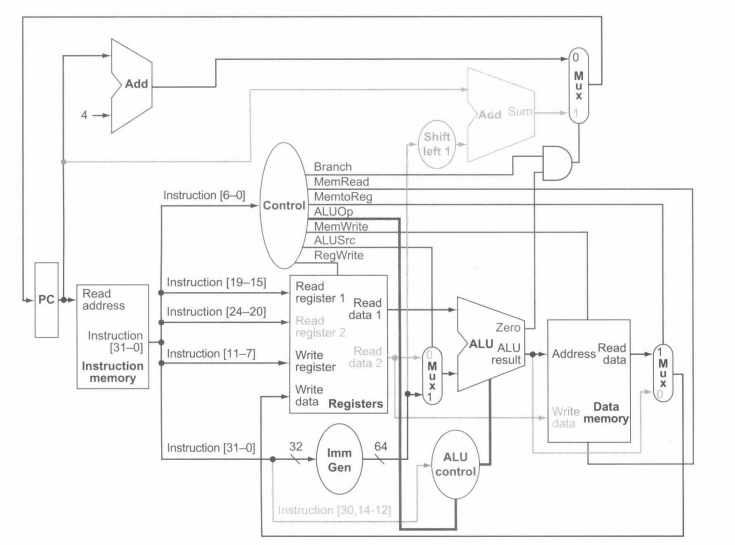 0
Add
M
u
x
4
Add Sum
1
Shift
left 1
Branch
MemRead
Instruction [6–0]
Control
MemtoReg
ALUOp
MemWrite
ALUSrc
RegWrite
PC
Read
address
Instruction
[31–0]
Instruction
memory
Instruction [19–15]
Instruction [24–20]
Instruction [11–7]
Read
register 1
Read
register 2
Write
register
Write
data
Read
data 1
Read
data 2
Registers
0
M
u
x
1
Zero
ALU
ALU
result
Address
Read
data
Write
data
Data
memory
1
M
u
x
0
Instruction [31–0]
32
Imm
Gen
64
ALU
control
Instruction [30,14-12]